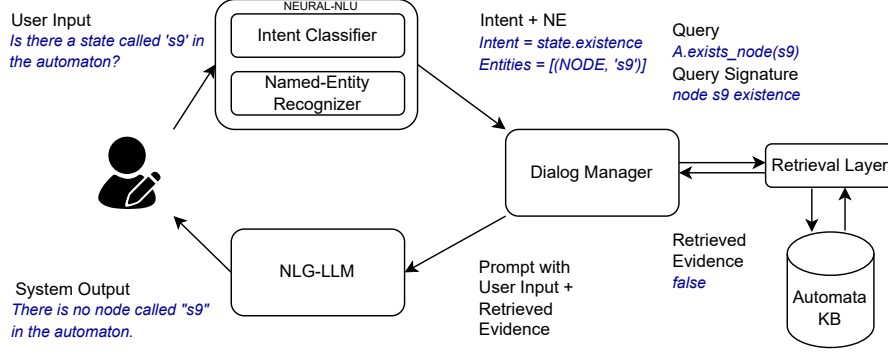 User Input
Is there a state called 's9' in
the automaton?
NEURAL-NLU
Intent Classifier
Named-Entity
Recognizer
Intent + NE
Intent = state.existence
Entities = [(NODE, 's9')]
Query
A.exists_node(s9)
Query Signature
node s9 existence
Dialog Manager
Retrieval Layer
NLG-LLM
System Output
There is no node called "s9"
in the automaton.
Prompt with
User Input +
Retrieved
Evidence
Retrieved
Evidence
false
Automata
KB